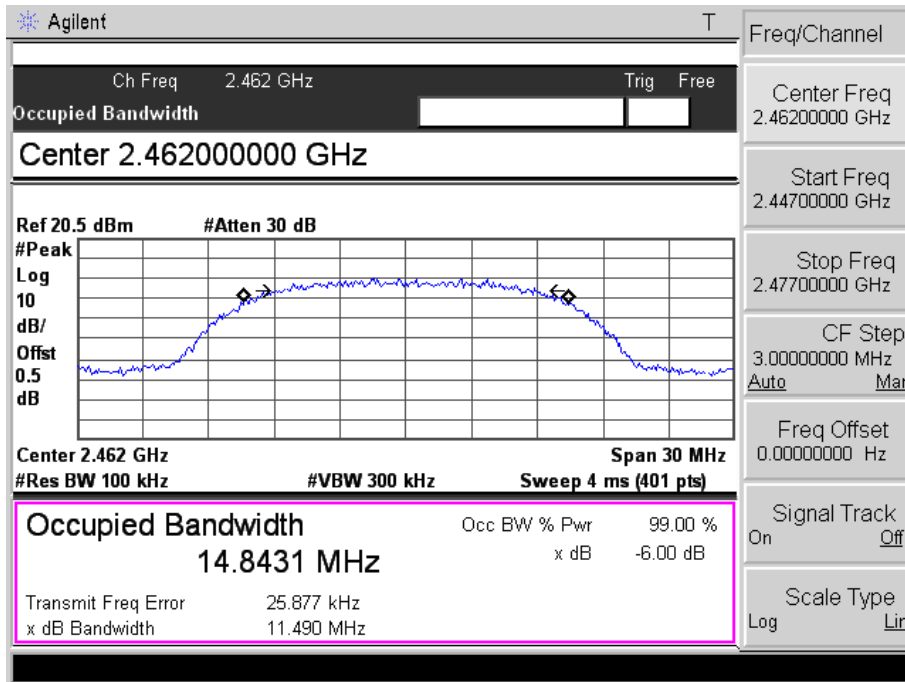 Agilent T
Ch Freq 2.462 GHz Trig Free
Occupied Bandwidth
Center 2.462000000 GHz
Ref 20.5 dBm #Atten 30 dB
#Peak
Log
10
dB/
Offst
0.5
dB
Center 2.462 GHz Span 30 MHz
#Res BW 100 kHz #VBW 300 kHz Sweep 4 ms (401 pts)
Occupied Bandwidth Occ BW % Pwr 99.00 %
14.8431 MHz x dB -6.00 dB
Transmit Freq Error 25.877 kHz
x dB Bandwidth 11.490 MHz
Freq/Channel
Center Freq
2.46200000 GHz
Start Freq
2.44700000 GHz
Stop Freq
2.47700000 GHz
CF Step
3.00000000 MHz
Auto Mar
Freq Offset
0.00000000 Hz
Signal Track
On Off
Scale Type
Log Lin